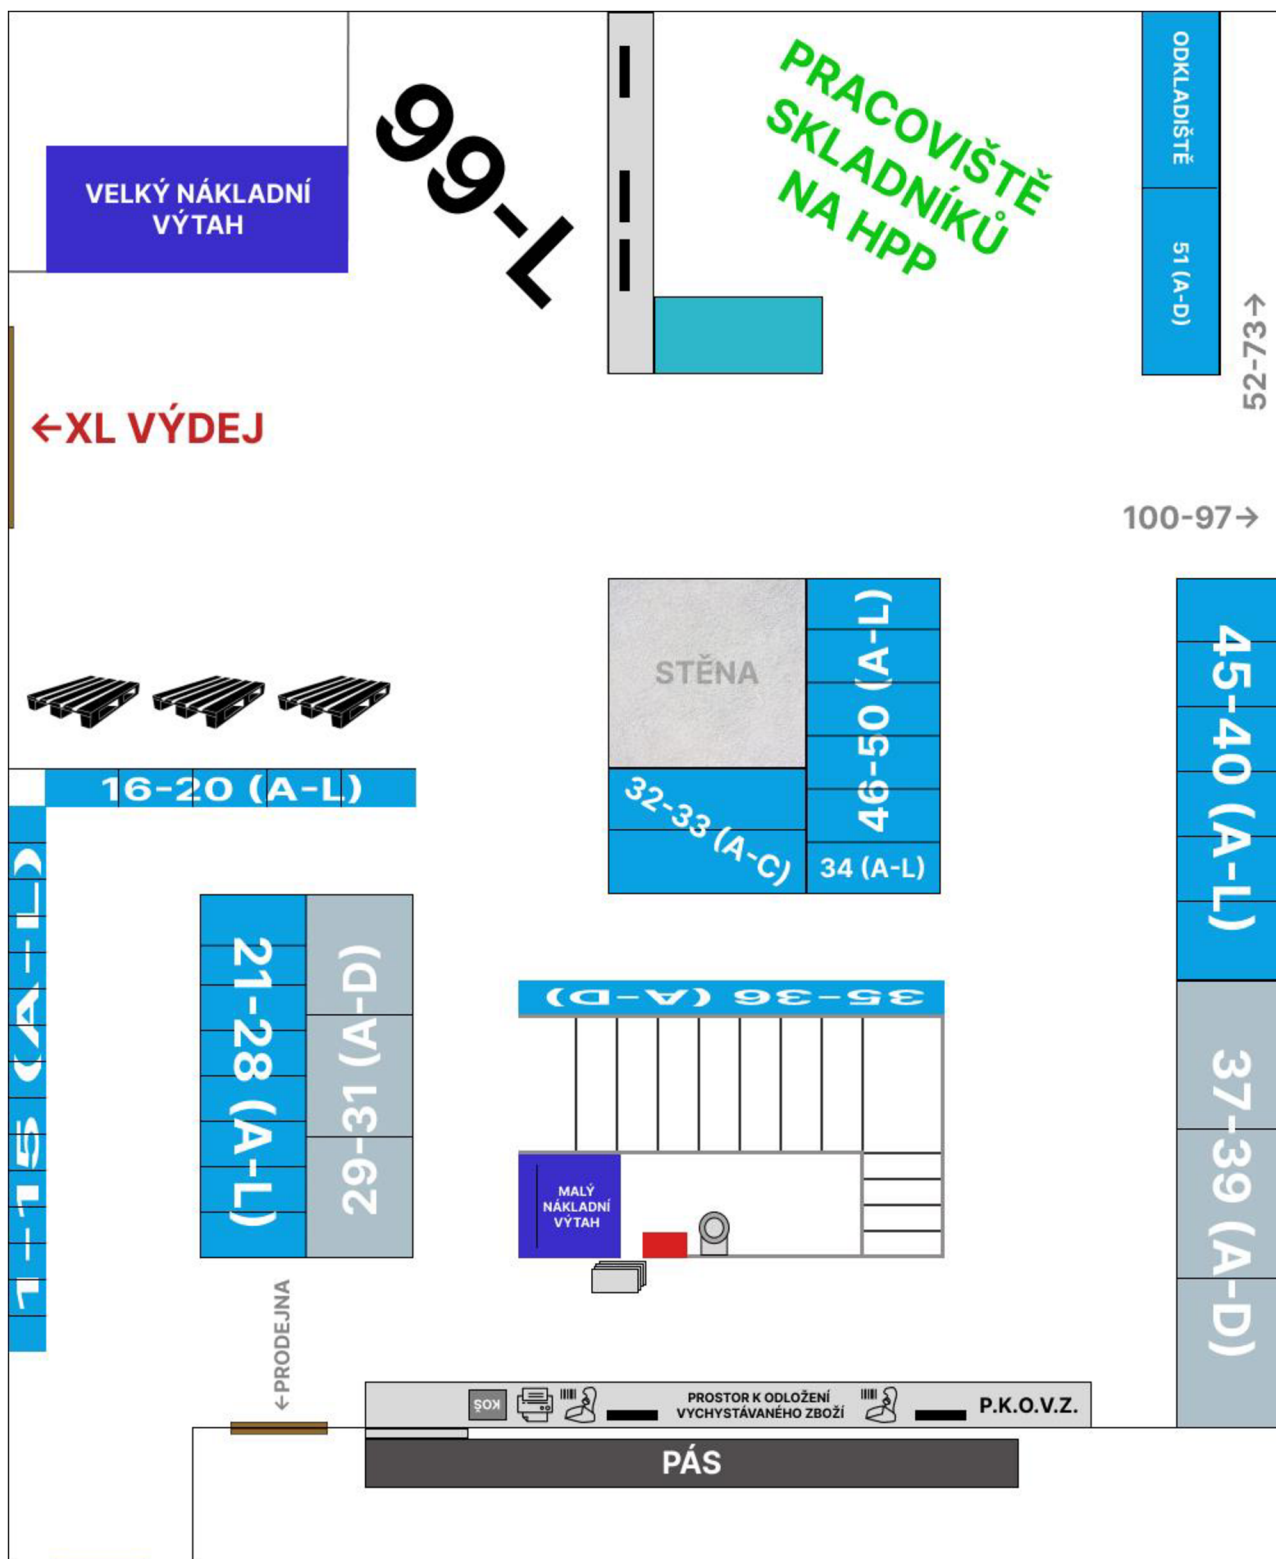 VELKÝ NÁKLADNÍ
VÝTAH
99-L
PRACOVIŠTĚ
SKLADNÍKŮ
NA HPP
ODKLADIŠTĚ
51 (A-D)
52-73→
←XL VÝDEJ
100-97→
STĚNA
46-50 (A-L)
45-40 (A-L)
16-20 (A-L)
32-33 (A-C)
34 (A-L)
1-15 (A-L)
21-28 (A-L)
29-31 (A-D)
35-36 (A-D)
37-39 (A-D)
MALÝ
NÁKLADNÍ
VÝTAH
←PRODEJNA
KOŠ
PROSTOR K ODLOŽENÍ
VYCHYSTÁVANÉHO ZBOŽÍ
P.K.O.V.Z.
PÁS